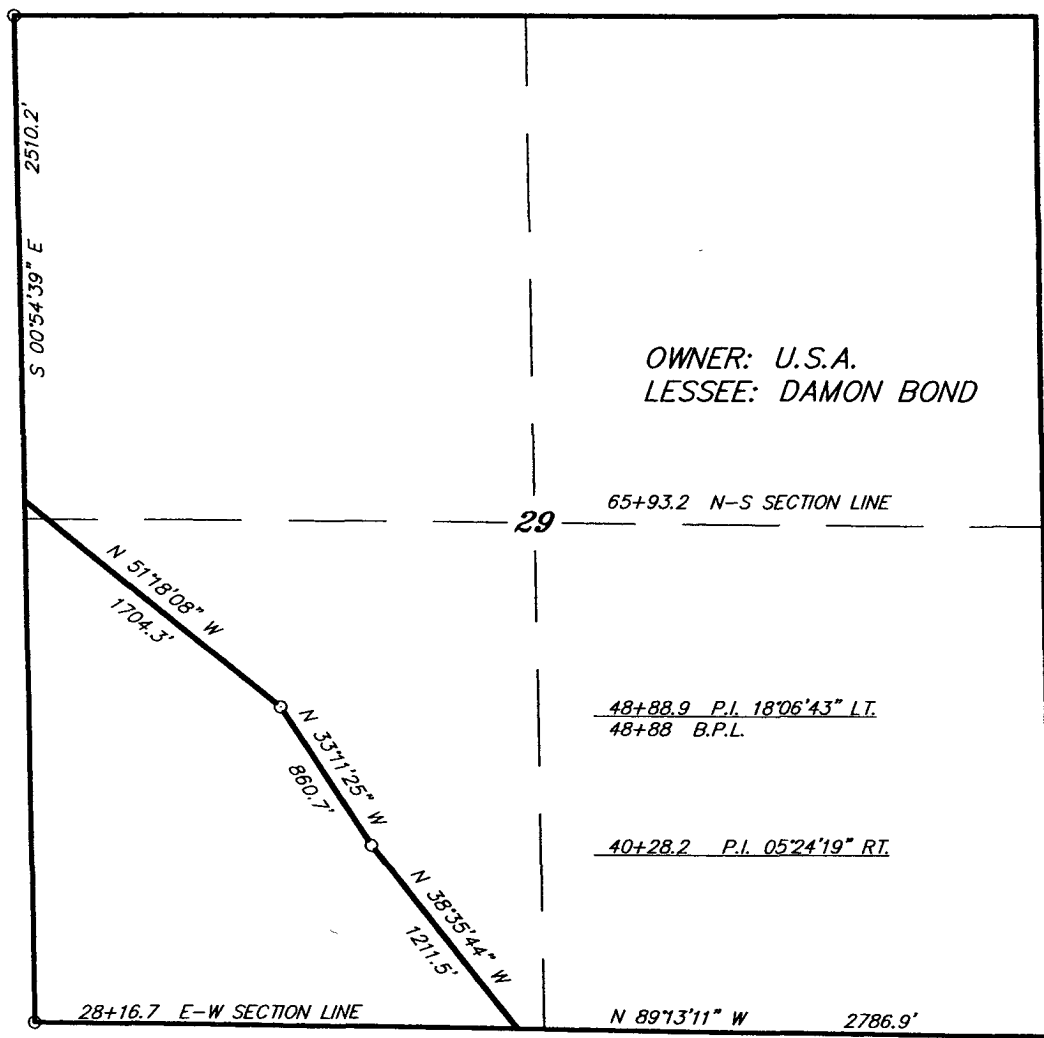 S 00°54'39" E 2510.2'
OWNER: U.S.A.
LESSEE: DAMON BOND
65+93.2 N-S SECTION LINE
29
N 51°18'08" W
1704.3'
48+88.9 P.I. 18°06'43" LT.
48+88 B.P.L.
N 33°11'25" W
860.7'
40+28.2 P.I. 05°24'19" RT.
N 38°35'44" W
1211.5'
28+16.7 E-W SECTION LINE
N 89°13'11" W 2786.9'